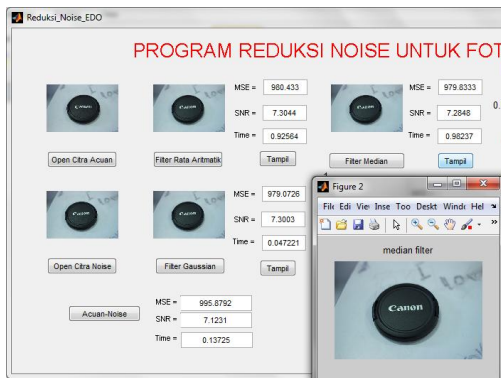 Reduksi_Noise_EDO
PROGRAM REDUKSI NOISE UNTUK FOT
MSE = 980.433
SNR = 7.3044
Time = 0.92564
Open Citra Acuan
Filter Rata Aritmatik
Tampil
MSE = 979.8333
SNR = 7.2848
0.
Time = 0.98237
Filter Median
Tampil
MSE = 979.0726
SNR = 7.3003
Time = 0.047221
Open Citra Noise
Filter Gaussian
Tampil
Acuan-Noise
MSE = 995.8792
SNR = 7.1231
Time = 0.13725
Figure 2
File Edi Vie Inse Too Deskt Windo Hel
median filter
Canon